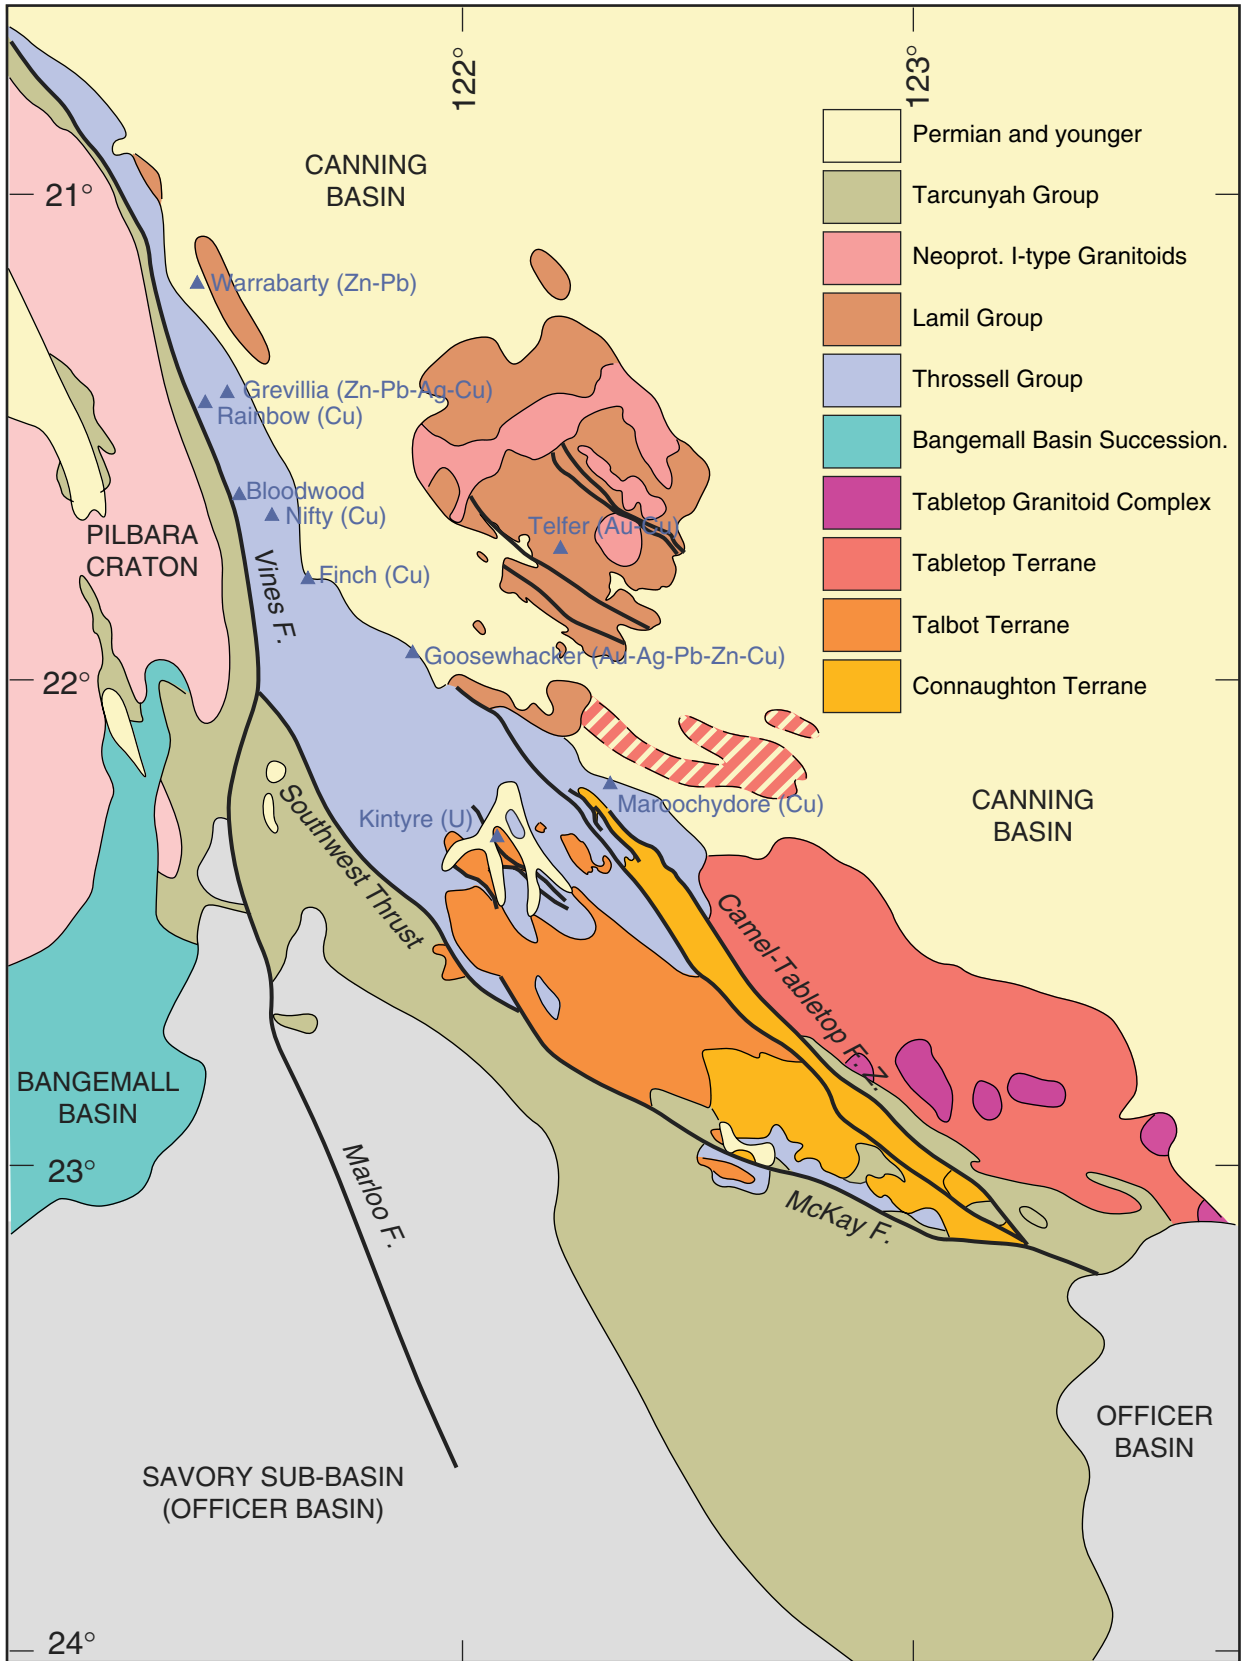 122°
123°
Permian and younger
CANNING
BASIN
Tarcunyah Group
21°
Neoprot. I-type Granitoids
Warrabarty (Zn-Pb)
Lamil Group
Throssell Group
Grevillia (Zn-Pb-Ag-Cu)
Rainbow (Cu)
Bangemall Basin Succession.
Bloodwood
Tabletop Granitoid Complex
Nifty (Cu)
Telfer (Au-Cu)
PILBARA
CRATON
Tabletop Terrane
Finch (Cu)
Vines F.
Talbot Terrane
Goosewhacker (Au-Ag-Pb-Zn-Cu)
22°
Connaughton Terrane
Maroochydore (Cu)
CANNING
BASIN
Kintyre (U)
Southwest Thrust
Camel-Tabletop F. Z.
BANGEMALL
BASIN
23°
Marloo F.
McKay F.
OFFICER
BASIN
SAVORY SUB-BASIN
(OFFICER BASIN)
24°